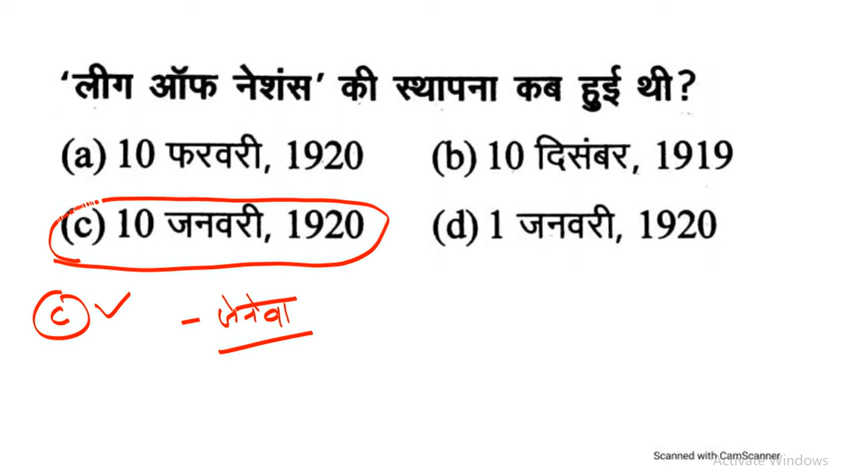 ‘लीग ऑफ नेशंस’ की स्थापना कब हुई थी?
(a) 10 फरवरी, 1920 (b) 10 दिसंबर, 1919
(c) 10 जनवरी, 1920 (d) 1 जनवरी, 1920
c ✓ - जेनेवा
Scanned with CamScanner
Activate Windows